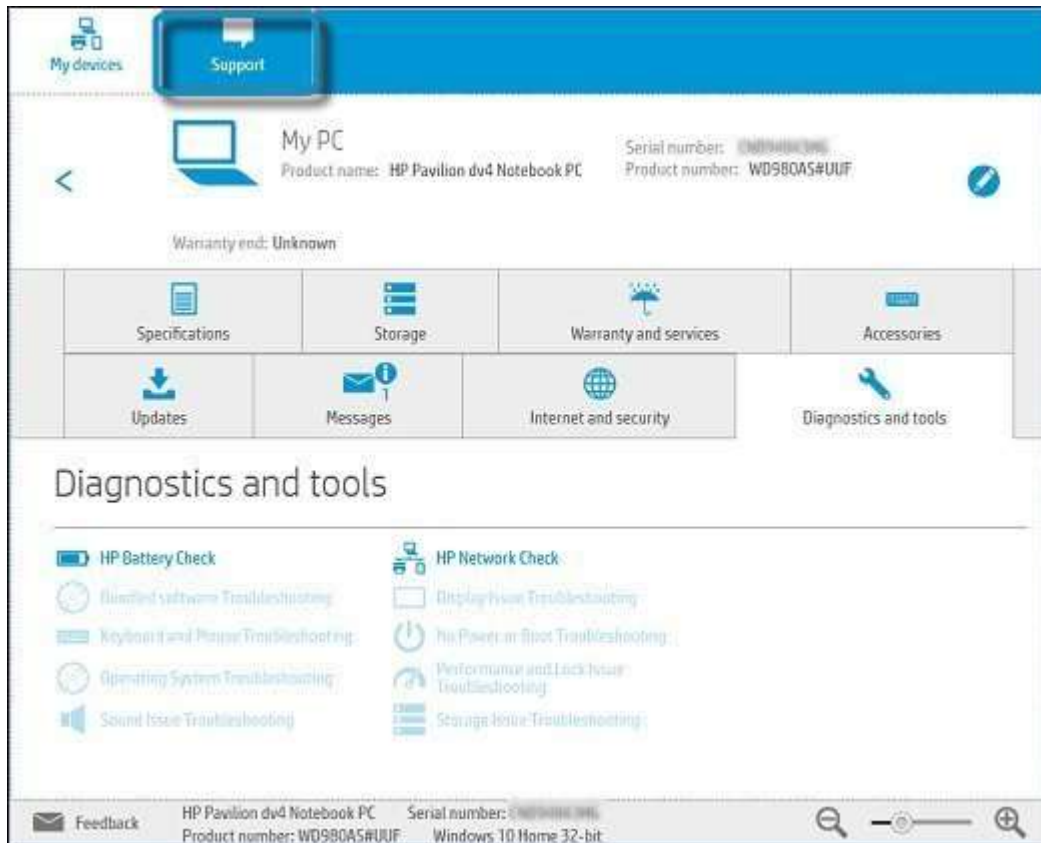 My devices
Support
My PC
Product name: HP Pavilion dv4 Notebook PC
Serial number:
Product number: WD980AS#UUF
Warranty end: Unknown
Specifications
Storage
Warranty and services
Accessories
Updates
1
Messages
Internet and security
Diagnostics and tools
Diagnostics and tools
HP Battery Check
HP Network Check
Bundled software Troubleshooting
Display Issue Troubleshooting
Keyboard and Mouse Troubleshooting
No Power or Boot Troubleshooting
Operating System Troubleshooting
Performance and Lock Issue
Troubleshooting
Sound Issue Troubleshooting
Storage Issue Troubleshooting
Feedback
HP Pavilion dv4 Notebook PC
Serial number:
Product number: WD980AS#UUF
Windows 10 Home 32-bit